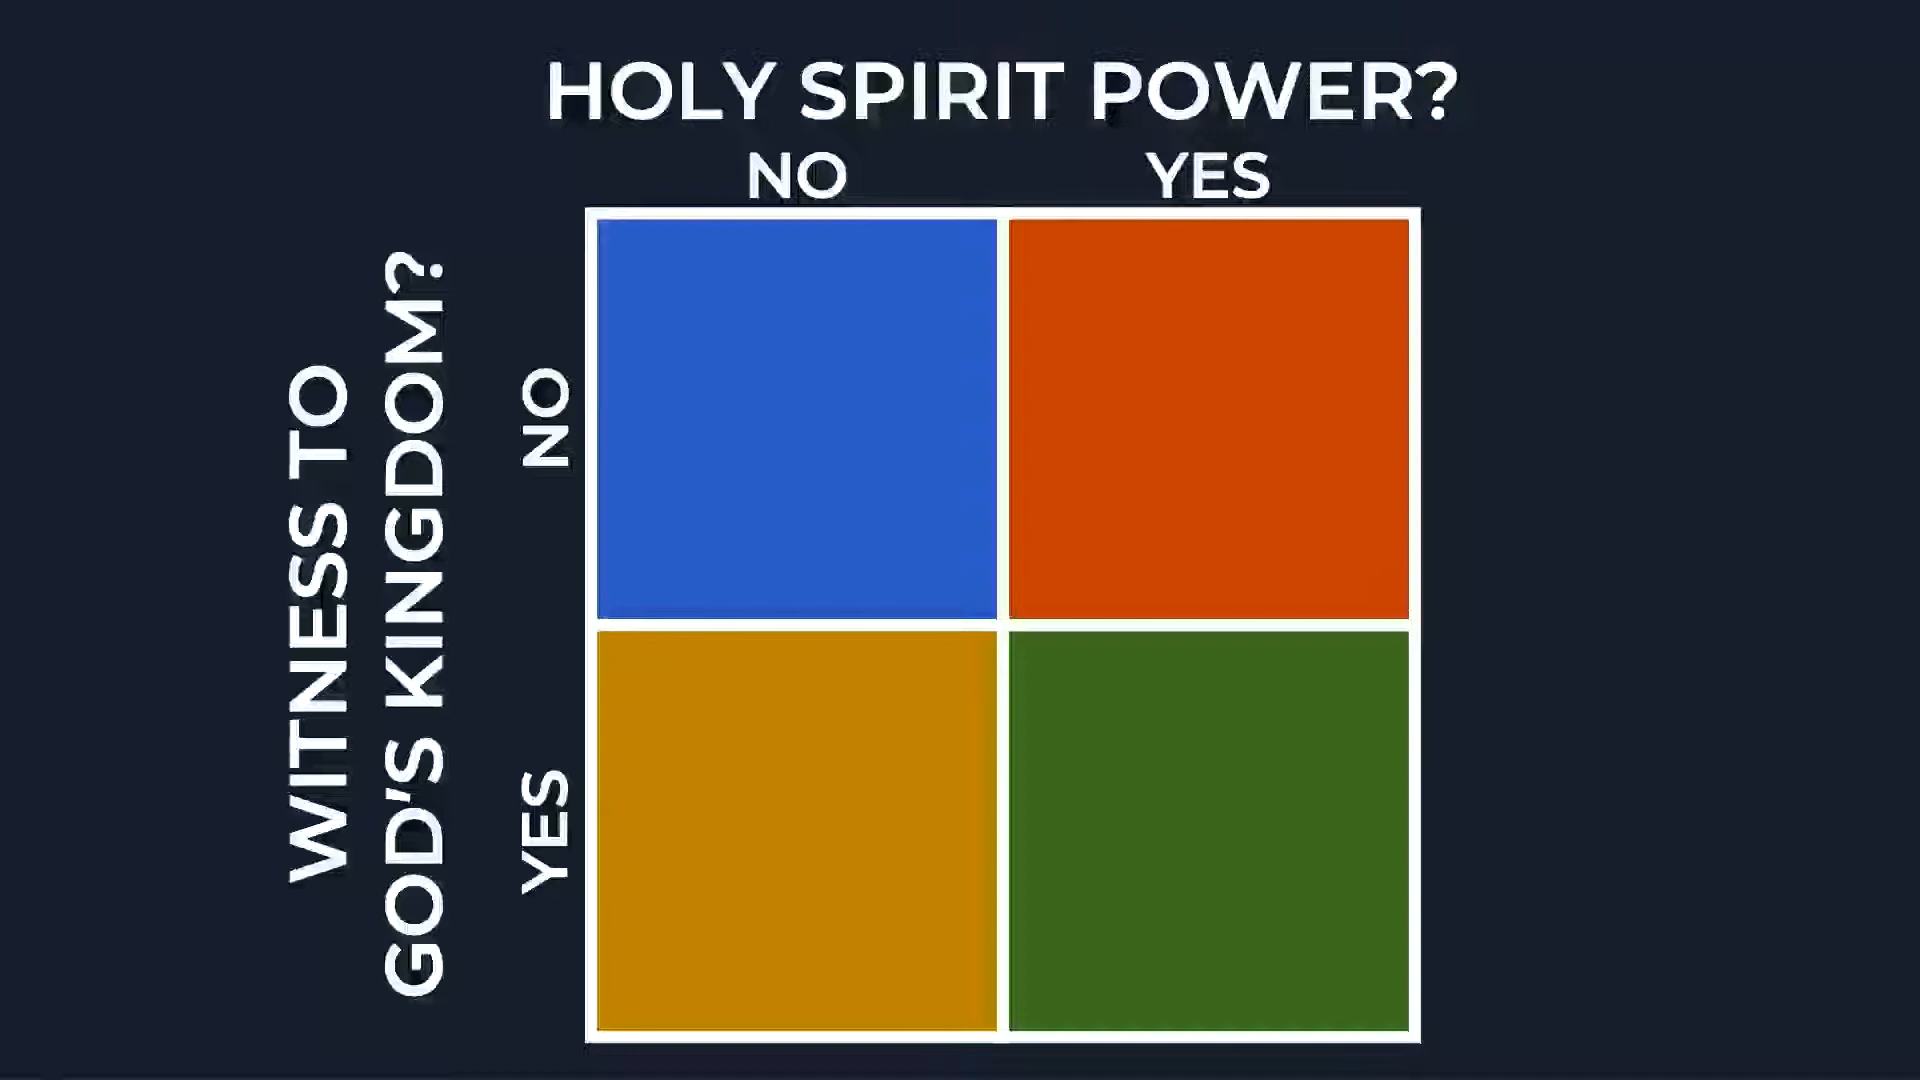 HOLY SPIRIT POWER?
NO YES
WITNESS TO
GOD'S KINGDOM?
NO
YES